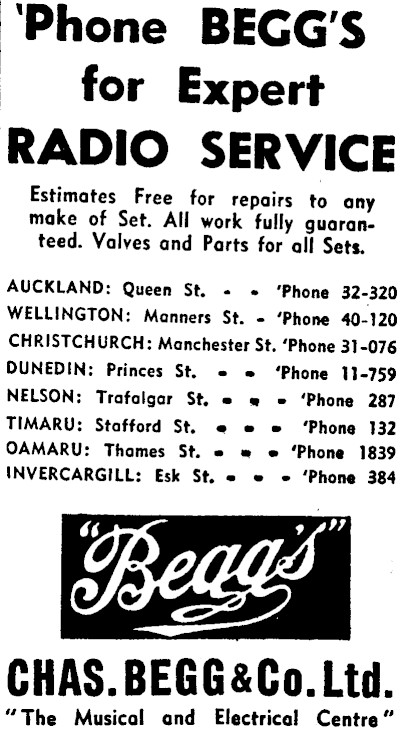 'Phone BEGG'S
for Expert
RADIO SERVICE
Estimates Free for repairs to any
make of Set. All work fully guaran-
teed. Valves and Parts for all Sets.
AUCKLAND: Queen St. - - 'Phone 32-320
WELLINGTON: Manners St. - 'Phone 40-120
CHRISTCHURCH: Manchester St. 'Phone 31-076
DUNEDIN: Princes St. - - 'Phone 11-759
NELSON: Trafalgar St. - - - 'Phone 287
TIMARU: Stafford St. - - - 'Phone 132
OAMARU: Thames St. - - - 'Phone 1839
INVERCARGILL: Esk St. - - - 'Phone 384
"Begg's"
CHAS. BEGG & Co. Ltd.
"The Musical and Electrical Centre"